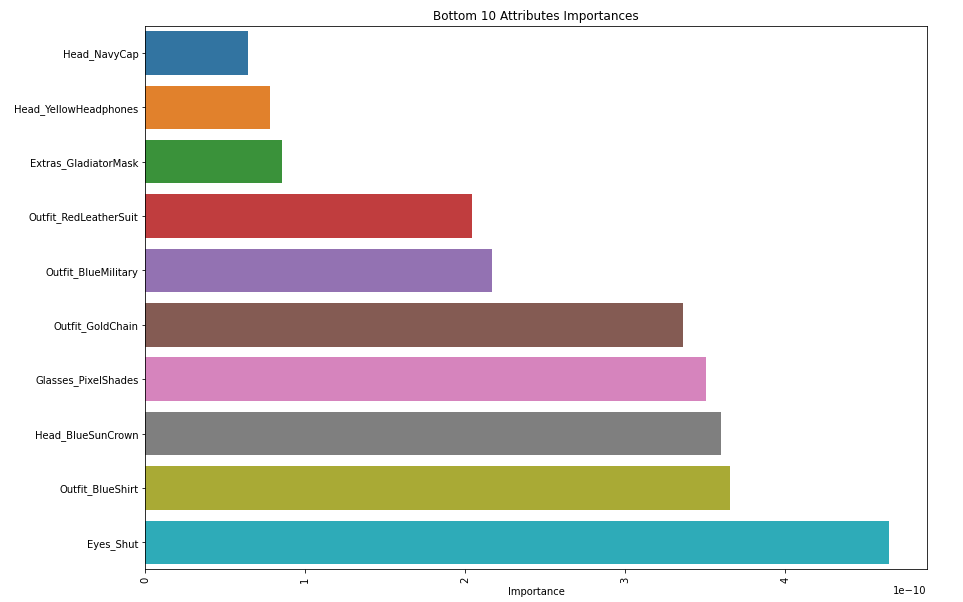 Bottom 10 Attributes Importances
Head_NavyCap
Head_YellowHeadphones
Extras_GladiatorMask
Outfit_RedLeatherSuit
Outfit_BlueMilitary
Outfit_GoldChain
Glasses_PixelShades
Head_BlueSunCrown
Outfit_BlueShirt
Eyes_Shut
0 1 2 3 4
1e−10
Importance